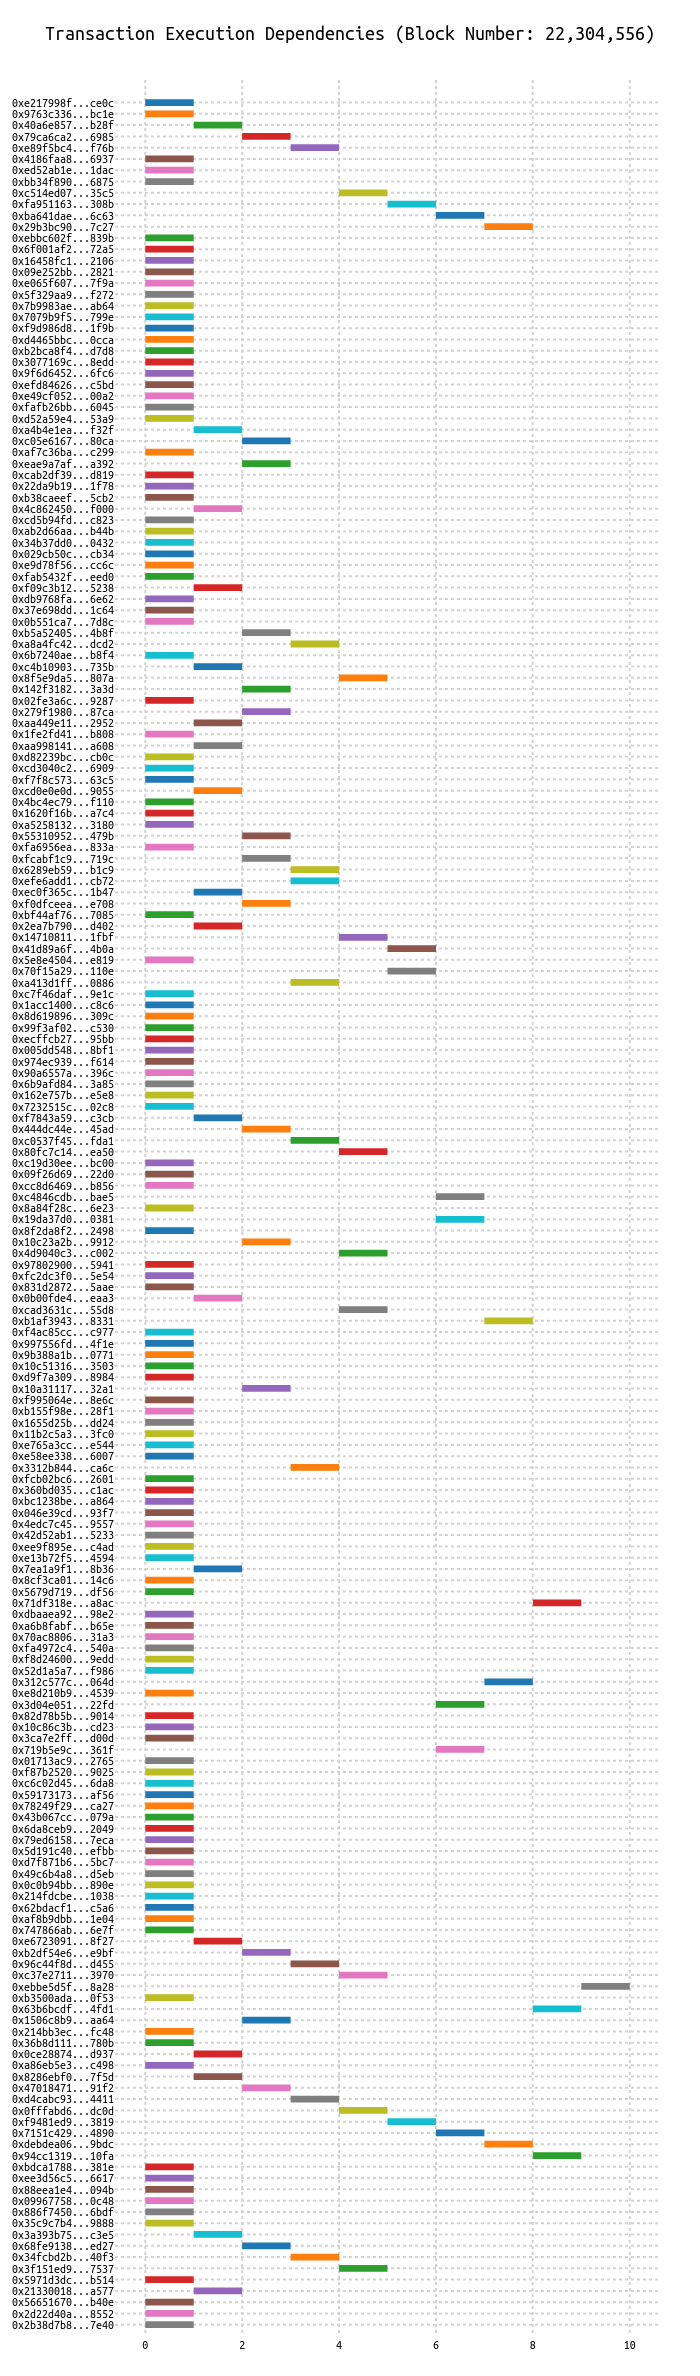 Transaction Execution Dependencies (Block Number: 22,304,556)
0xe217998f...ce0c
0x9763c336...bc1e
0x40a6e857...b28f
0x79ca6ca2...6985
0xe89f5bc4...f76b
0x4186faa8...6937
0xed52ab1e...1dac
0xbb34f890...6875
0xc514ed07...35c5
0xfa951163...308b
0xba641dae...6c63
0x29b3bc90...7c27
0xebbc602f...839b
0x6f001af2...72a5
0x16458fc1...2106
0x09e252bb...2821
0xe065f607...7f9a
0x5f329aa9...f272
0x7b9983ae...ab64
0x7079b9f5...799e
0xf9d986d8...1f9b
0xd4465bbc...0cca
0xb2bca8f4...d7d8
0x3077169c...8edd
0x9f6d6452...6fc6
0xefd84626...c5bd
0xe49cf052...00a2
0xfafb26bb...6045
0xd52a59e4...53a9
0xa4b4e1ea...f32f
0xc05e6167...80ca
0xaf7c36ba...c299
0xeae9a7af...a392
0xcab2df39...d819
0x22da9b19...1f78
0xb38caeef...5cb2
0x4c862450...f000
0xcd5b94fd...c823
0xab2d66aa...b44b
0x34b37dd0...0432
0x029cb50c...cb34
0xe9d78f56...cc6c
0xfab5432f...eed0
0xf09c3b12...5238
0xdb9768fa...6e62
0x37e698dd...1c64
0x0b551ca7...7d8c
0xb5a52405...4b8f
0xa8a4fc42...dcd2
0x6b7240ae...b8f4
0xc4b10903...735b
0x8f5e9da5...807a
0x142f3182...3a3d
0x02fe3a6c...9287
0x279f1980...87ca
0xaa449e11...2952
0x1fe2fd41...b808
0xaa998141...a608
0xd82239bc...cb0c
0xcd3040c2...6909
0xf7f8c573...63c5
0xcd0e0e0d...9055
0x4bc4ec79...f110
0x1620f16b...a7c4
0xa5258132...3180
0x55310952...479b
0xfa6956ea...833a
0xfcabf1c9...719c
0x6289eb59...b1c9
0xefe6add1...cb72
0xec0f365c...1b47
0xf0dfceea...e708
0xbf44af76...7085
0x2ea7b790...d402
0x14710811...1fbf
0x41d89a6f...4b0a
0x5e8e4504...e819
0x70f15a29...110e
0xa413d1ff...0886
0xc7f46daf...9e1c
0x1acc1400...c8c6
0x8d619896...309c
0x99f3af02...c530
0xecffcb27...95bb
0x005dd548...8bf1
0x974ec939...f614
0x90a6557a...396c
0x6b9afd84...3a85
0x162e757b...e5e8
0x7232515c...02c8
0xf7843a59...c3cb
0x444dc44e...45ad
0xc0537f45...fda1
0x80fc7c14...ea50
0xc19d30ee...bc00
0x09f26d69...22d0
0xcc8d6469...b856
0xc4846cdb...bae5
0x8a84f28c...6e23
0x19da37d0...0381
0x8f2da8f2...2498
0x10c23a2b...9912
0x4d9040c3...c002
0x97802900...5941
0xfc2dc3f0...5e54
0x831d2872...5aae
0x0b00fde4...eaa3
0xcad3631c...55d8
0xb1af3943...8331
0xf4ac85cc...c977
0x997556fd...4f1e
0x9b388a1b...0771
0x10c51316...3503
0xd9f7a309...8984
0x10a31117...32a1
0xf995064e...8e6c
0xb155f98e...28f1
0x1655d25b...dd24
0x11b2c5a3...3fc0
0xe765a3cc...e544
0xe58ee338...6007
0x3312b844...ca6c
0xfcb02bc6...2601
0x360bd035...c1ac
0xbc1238be...a864
0x046e39cd...93f7
0x4edc7c45...9557
0x42d52ab1...5233
0xee9f895e...c4ad
0xe13b72f5...4594
0x7ea1a9f1...8b36
0x8cf3ca01...14c6
0x5679d719...df56
0x71df318e...a8ac
0xdbaaea92...98e2
0xa6b8fabf...b65e
0x70ac8806...31a3
0xfa4972c4...540a
0xf8d24600...9edd
0x52d1a5a7...f986
0x312c577c...064d
0xe8d210b9...4539
0x3d04e051...22fd
0x82d78b5b...9014
0x10c86c3b...cd23
0x3ca7e2ff...d00d
0x719b5e9c...361f
0x01713ac9...2765
0xf87b2520...9025
0xc6c02d45...6da8
0x59173173...af56
0x78249f29...ca27
0x43b067cc...079a
0x6da8ceb9...2049
0x79ed6158...7eca
0x5d191c40...efbb
0xd7f871b6...5bc7
0x49c6b4a8...d5eb
0x0c0b94bb...890e
0x214fdcbe...1038
0x62bdacf1...c5a6
0xaf8b9dbb...1e04
0x747866ab...6e7f
0xe6723091...8f27
0xb2df54e6...e9bf
0x96c44f8d...d455
0xc37e2711...3970
0xebbe5d5f...8a28
0xb3500ada...0f53
0x63b6bcdf...4fd1
0x1506c8b9...aa64
0x214bb3ec...fc48
0x36b8d111...780b
0x0ce28874...d937
0xa86eb5e3...c498
0x8286ebf0...7f5d
0x47018471...91f2
0xd4cabc93...4411
0x0fffabd6...dc0d
0xf9481ed9...3819
0x7151c429...4890
0xdebdea06...9bdc
0x94cc1319...10fa
0xbdca1788...381e
0xee3d56c5...6617
0x88eea1e4...094b
0x09967758...0c48
0x886f7450...6bdf
0x35c9c7b4...9888
0x3a393b75...c3e5
0x68fe9138...ed27
0x34fcbd2b...40f3
0x3f151ed9...7537
0x5971d3dc...b514
0x21330018...a577
0x56651670...b40e
0x2d22d40a...8552
0x2b38d7b8...7e40
0 2 4 6 8 10